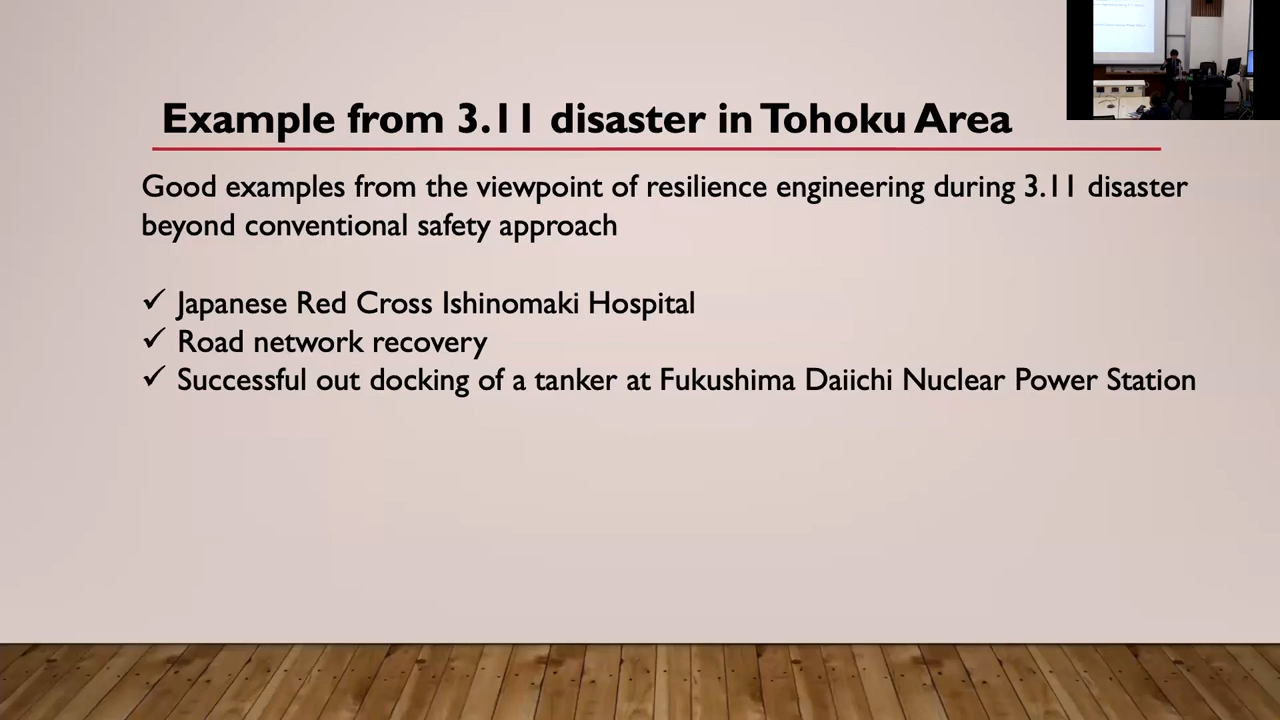 Example from 3.11 disaster in Tohoku Area
Good examples from the viewpoint of resilience engineering during 3.11 disaster
beyond conventional safety approach
✓ Japanese Red Cross Ishinomaki Hospital
✓ Road network recovery
✓ Successful out docking of a tanker at Fukushima Daiichi Nuclear Power Station